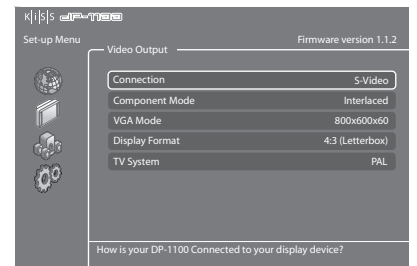 KiSS DP-1100
Set-up Menu
Firmware version 1.1.2
Video Output
Connection S-Video
Component Mode Interlaced
VGA Mode 800x600x60
Display Format 4:3 (Letterbox)
TV System PAL
How is your DP-1100 Connected to your display device?